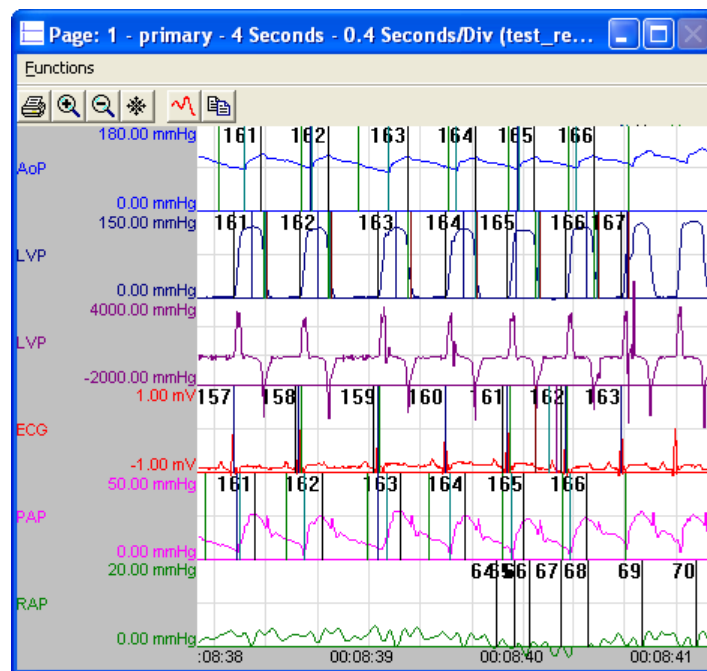 Page: 1 - primary - 4 Seconds - 0.4 Seconds/Div (test_re...
Functions
180.00 mmHg 161 162 163 164 165 166
AoP
0.00 mmHg
150.00 mmHg 161 162 163 164 165 166 167
LVP
0.00 mmHg
4000.00 mmHg
LVP
-2000.00 mmHg
1.00 mV 157 158 159 160 161 162 163
ECG
-1.00 mV
50.00 mmHg 161 162 163 164 165 166
PAP
0.00 mmHg
20.00 mmHg 64 65 66 67 68 69 70
RAP
0.00 mmHg
:08:38 00:08:39 00:08:40 00:08:41